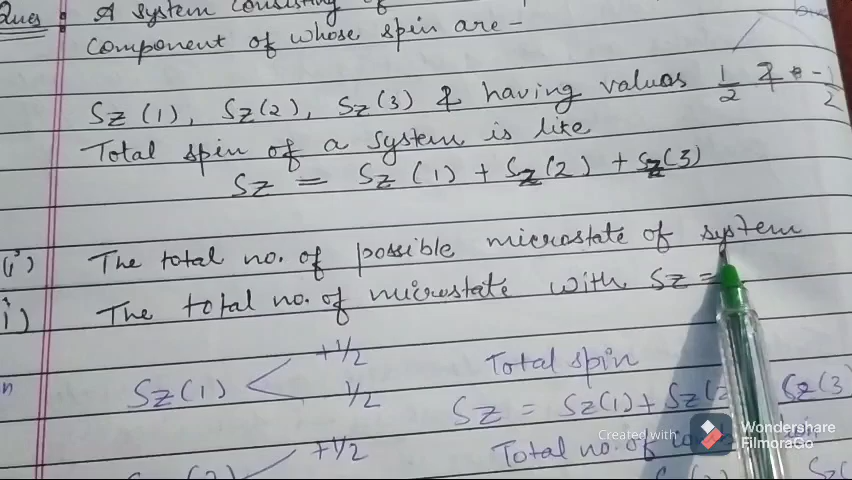 Ques : A system consisting of
component of whose spin are -
Sz (1), Sz(2), Sz(3) & having values 1/2 & -1/2
Total spin of a system is like
Sz = Sz (1) + Sz(2) + Sz(3)
(i) The total no. of possible microstate of system
i) The total no. of microstate with Sz =
Sz(1) +1/2
1/2
Total spin
Sz = Sz(1) + Sz(2 Sz(3)
+1/2
Total no. of
Created with Wondershare FilmoraGo